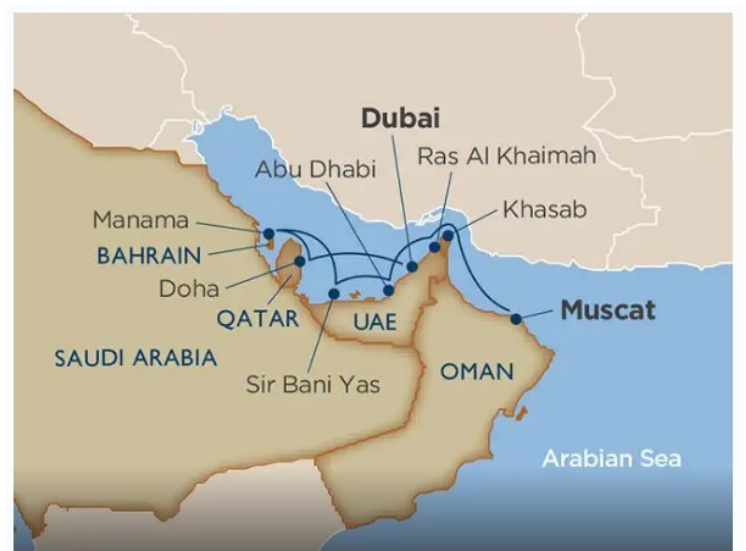 Dubai
Abu Dhabi
Ras Al Khaimah
Manama
Khasab
BAHRAIN
Doha
QATAR
UAE
Muscat
SAUDI ARABIA
Sir Bani Yas
OMAN
Arabian Sea